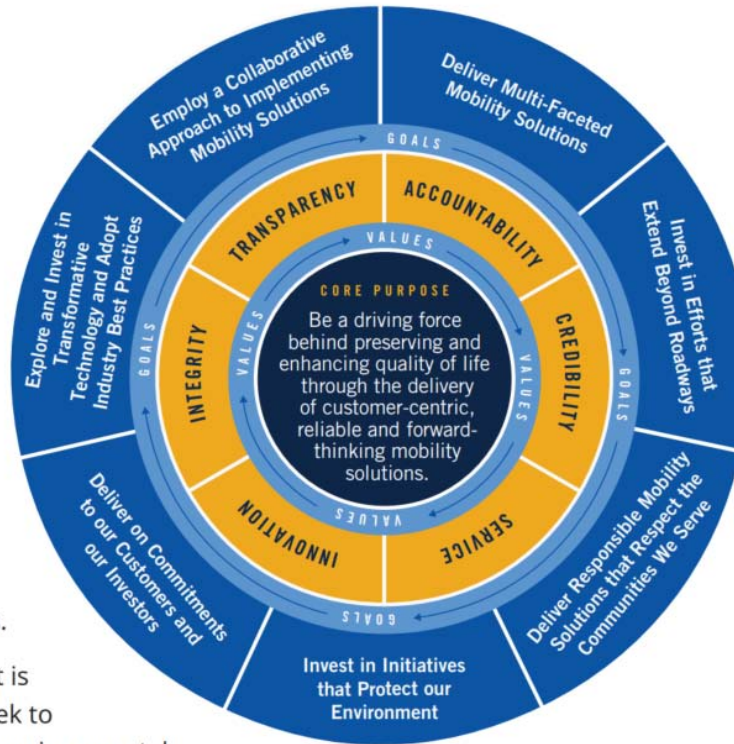 CORE PURPOSE
Be a driving force
behind preserving and
enhancing quality of life
through the delivery
of customer-centric,
reliable and forward-
thinking mobility
solutions.
VALUES
VALUES
VALUES
VALUES
TRANSPARENCY
ACCOUNTABILITY
CREDIBILITY
SERVICE
INNOVATION
INTEGRITY
GOALS
GOALS
GOALS
GOALS
Employ a Collaborative
Approach to Implementing
Mobility Solutions
Deliver Multi-Faceted
Mobility Solutions
Invest in Efforts that
Extend Beyond Roadways
Deliver Responsible Mobility
Solutions that Respect the
Communities We Serve
Invest in Initiatives
that Protect our
Environment
Deliver on Commitments
to our Customers and
our Investors
Explore and Invest in
Transformative
Technology and Adopt
Industry Best Practices
is